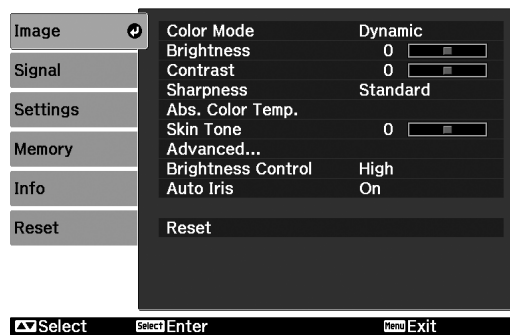 Image
Signal
Settings
Memory
Info
Reset
Color Mode Dynamic
Brightness 0
Contrast 0
Sharpness Standard
Abs. Color Temp.
Skin Tone 0
Advanced...
Brightness Control High
Auto Iris On
Reset
Select Select Enter Menu Exit